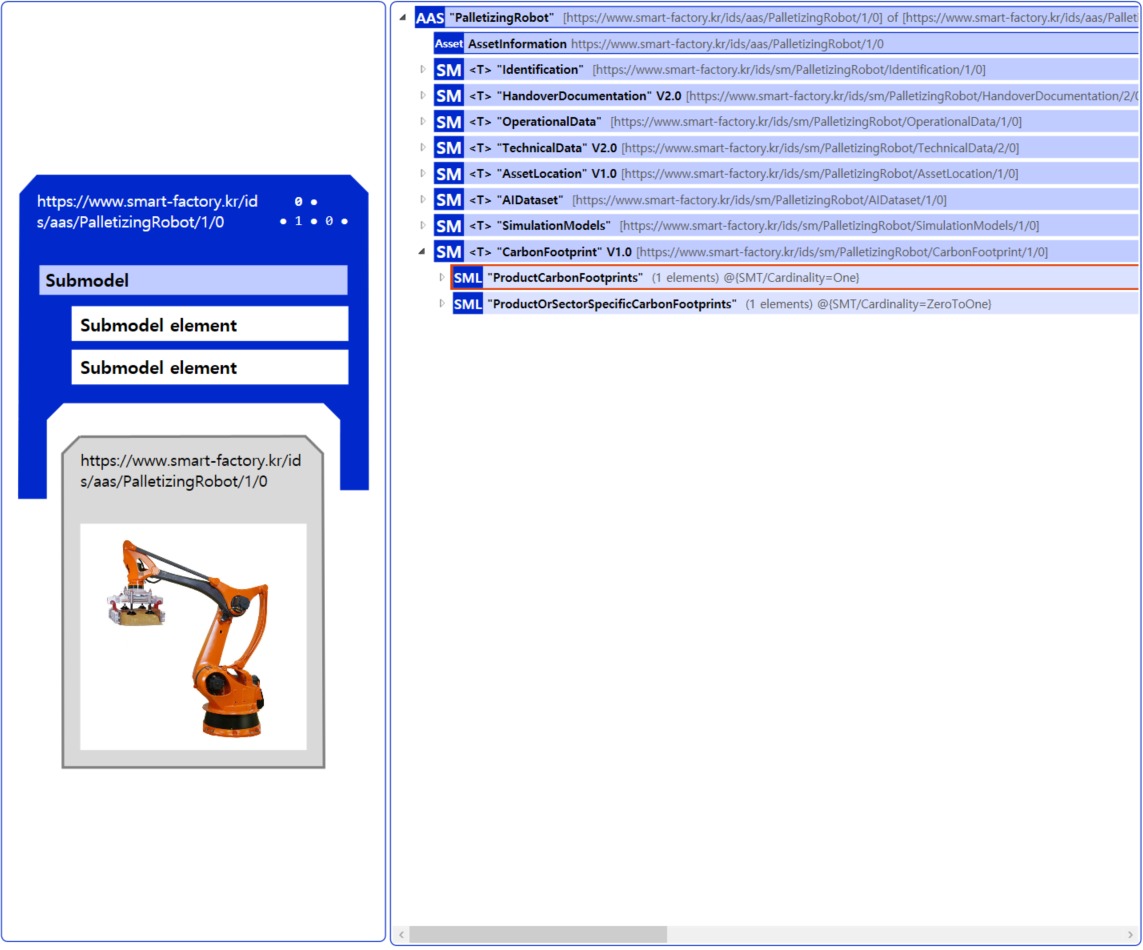 https://www.smart-factory.kr/id
s/aas/PalletizingRobot/1/0
0 ●
● 1 ● 0 ●
Submodel
Submodel element
Submodel element
https://www.smart-factory.kr/id
s/aas/PalletizingRobot/1/0
AAS "PalletizingRobot" [https://www.smart-factory.kr/ids/aas/PalletizingRobot/1/0] of [https://www.smart-factory.kr/ids/aas/Palleti
Asset AssetInformation https://www.smart-factory.kr/ids/aas/PalletizingRobot/1/0
SM <T> "Identification" [https://www.smart-factory.kr/ids/sm/PalletizingRobot/Identification/1/0]
SM <T> "HandoverDocumentation" V2.0 [https://www.smart-factory.kr/ids/sm/PalletizingRobot/HandoverDocumentation/2/0
SM <T> "OperationalData" [https://www.smart-factory.kr/ids/sm/PalletizingRobot/OperationalData/1/0]
SM <T> "TechnicalData" V2.0 [https://www.smart-factory.kr/ids/sm/PalletizingRobot/TechnicalData/2/0]
SM <T> "AssetLocation" V1.0 [https://www.smart-factory.kr/ids/sm/PalletizingRobot/AssetLocation/1/0]
SM <T> "AIDataset" [https://www.smart-factory.kr/ids/sm/PalletizingRobot/AIDataset/1/0]
SM <T> "SimulationModels" [https://www.smart-factory.kr/ids/sm/PalletizingRobot/SimulationModels/1/0]
SM <T> "CarbonFootprint" V1.0 [https://www.smart-factory.kr/ids/sm/PalletizingRobot/CarbonFootprint/1/0]
SML "ProductCarbonFootprints" (1 elements) @{SMT/Cardinality=One}
SML "ProductOrSectorSpecificCarbonFootprints" (1 elements) @{SMT/Cardinality=ZeroToOne}